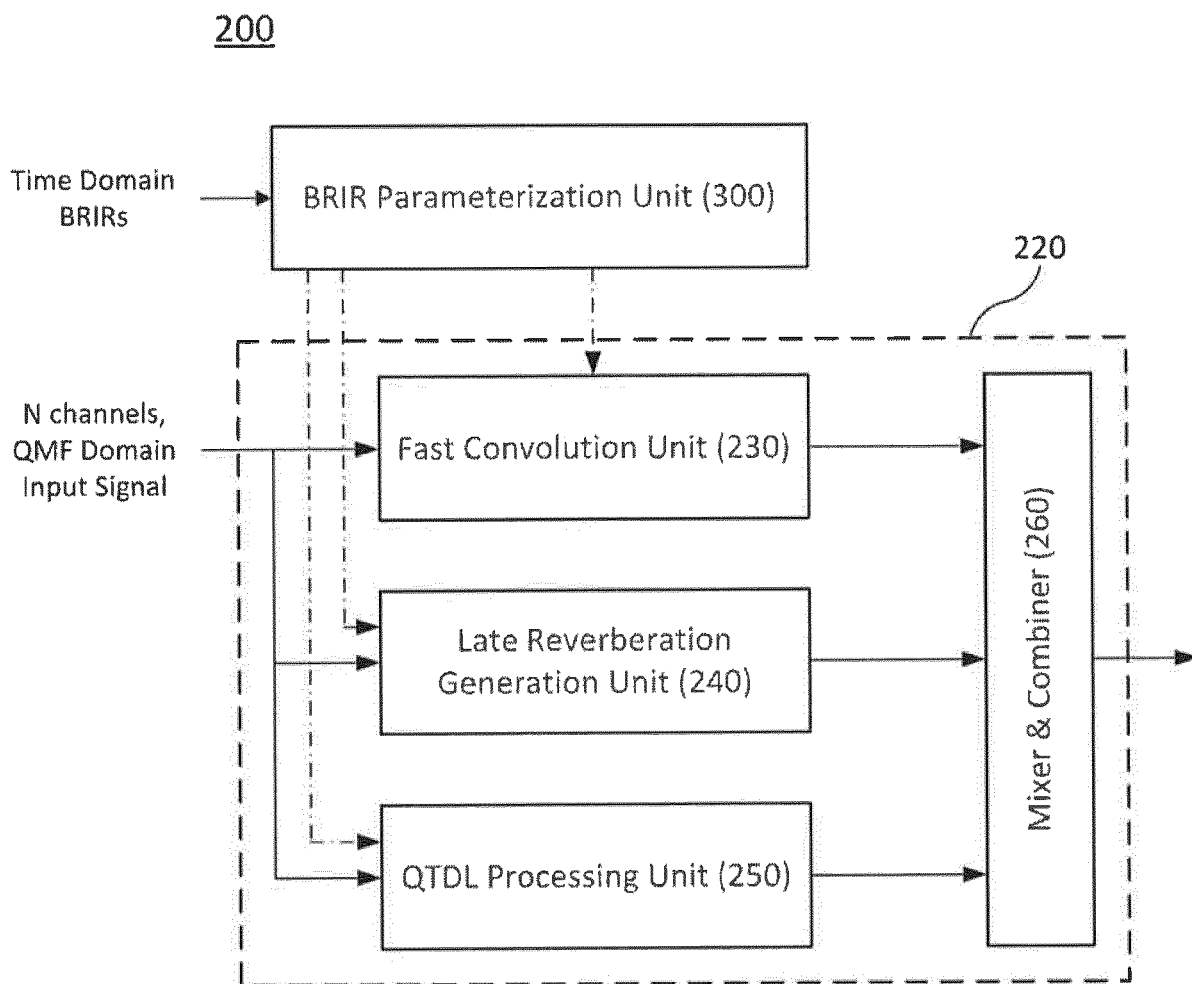 200
Time Domain
BRIRs
BRIR Parameterization Unit (300)
220
N channels,
QMF Domain
Input Signal
Fast Convolution Unit (230)
Late Reverberation
Generation Unit (240)
QTDL Processing Unit (250)
Mixer & Combiner (260)